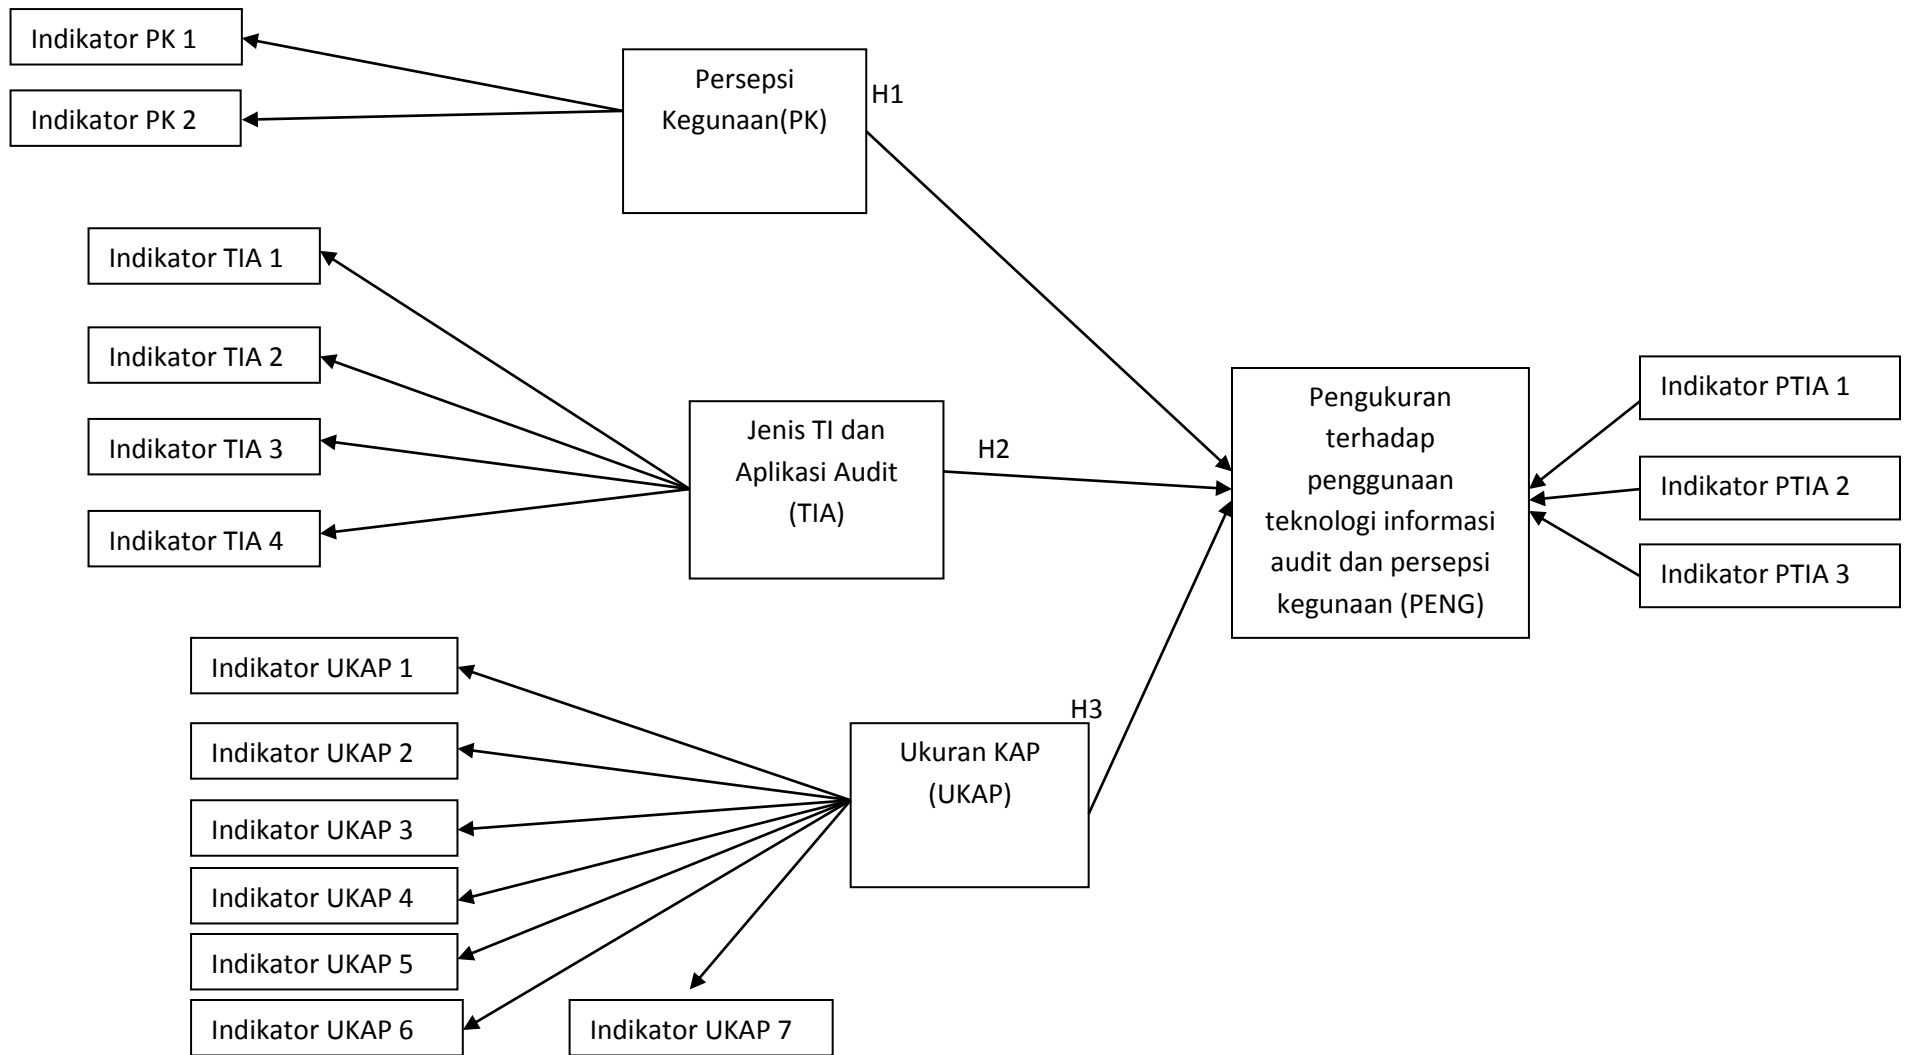 Indikator PK 1
Indikator PK 2
Persepsi
Kegunaan(PK)
H1
Indikator TIA 1
Indikator TIA 2
Indikator TIA 3
Indikator TIA 4
Jenis TI dan
Aplikasi Audit
(TIA)
H2
Indikator UKAP 1
Indikator UKAP 2
Indikator UKAP 3
Indikator UKAP 4
Indikator UKAP 5
Indikator UKAP 6
Indikator UKAP 7
Ukuran KAP
(UKAP)
H3
Pengukuran
terhadap
penggunaan
teknologi informasi
audit dan persepsi
kegunaan (PENG)
Indikator PTIA 1
Indikator PTIA 2
Indikator PTIA 3